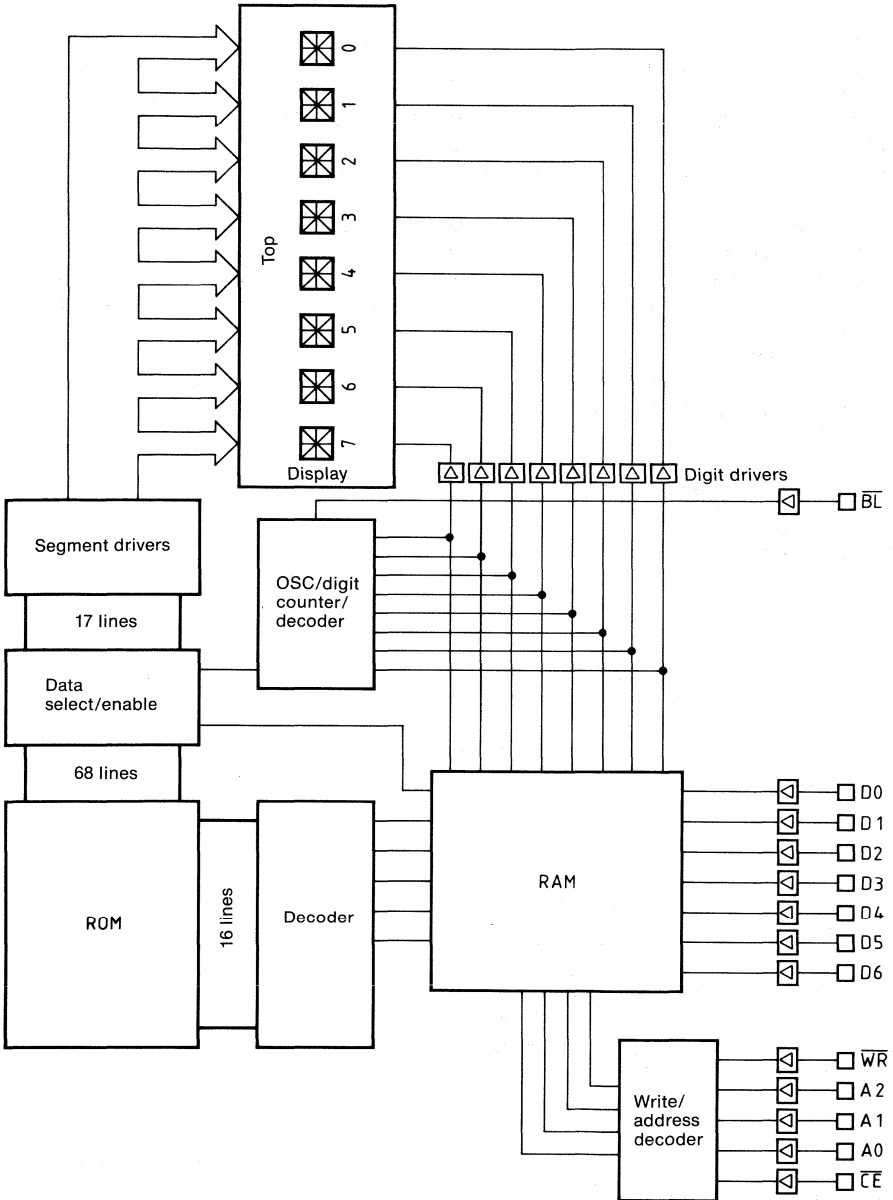 0
1
2
3
4
5
6
7
Top
Display
Digit drivers
BL
Segment drivers
17 lines
OSC/digit
counter/
decoder
Data
select/enable
68 lines
ROM
16 lines
Decoder
RAM
D0
D1
D2
D3
D4
D5
D6
Write/
address
decoder
WR
A2
A1
A0
CE